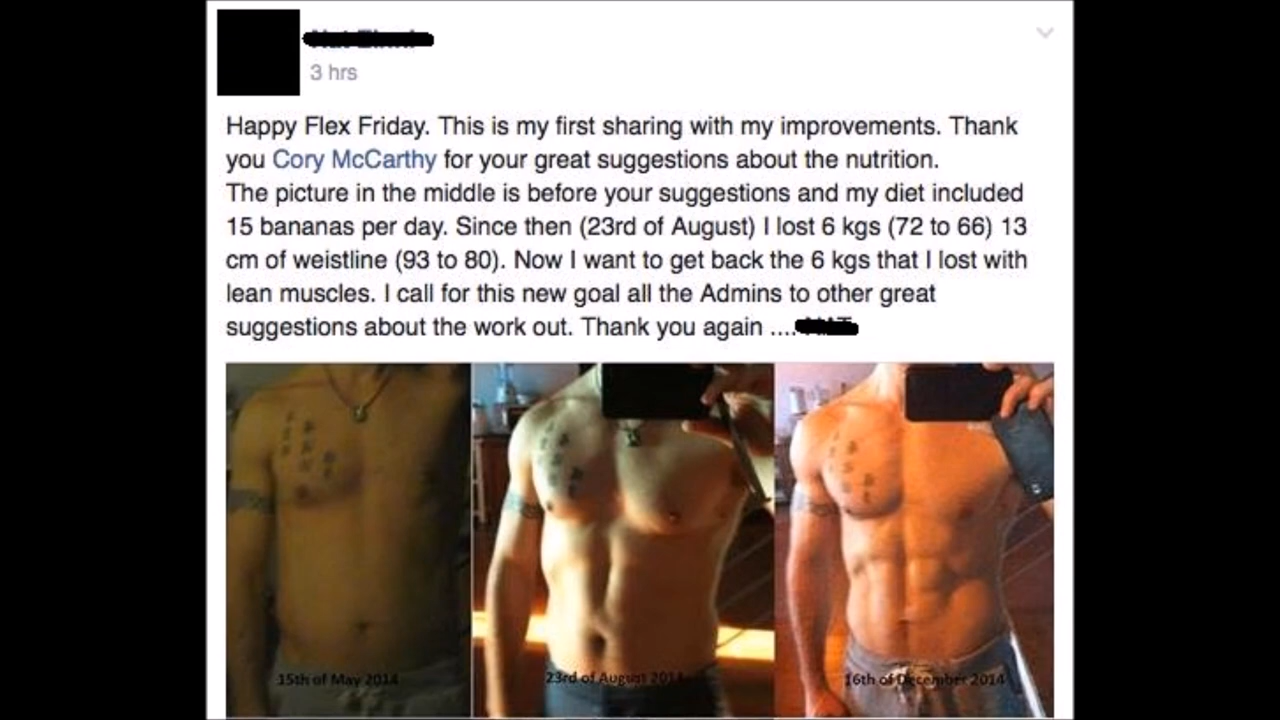 3 hrs
Happy Flex Friday. This is my first sharing with my improvements. Thank
you Cory McCarthy for your great suggestions about the nutrition.
The picture in the middle is before your suggestions and my diet included
15 bananas per day. Since then (23rd of August) I lost 6 kgs (72 to 66) 13
cm of weistline (93 to 80). Now I want to get back the 6 kgs that I lost with
lean muscles. I call for this new goal all the Admins to other great
suggestions about the work out. Thank you again ....
15th of May 2014
23rd of August 2014
16th of December 2014